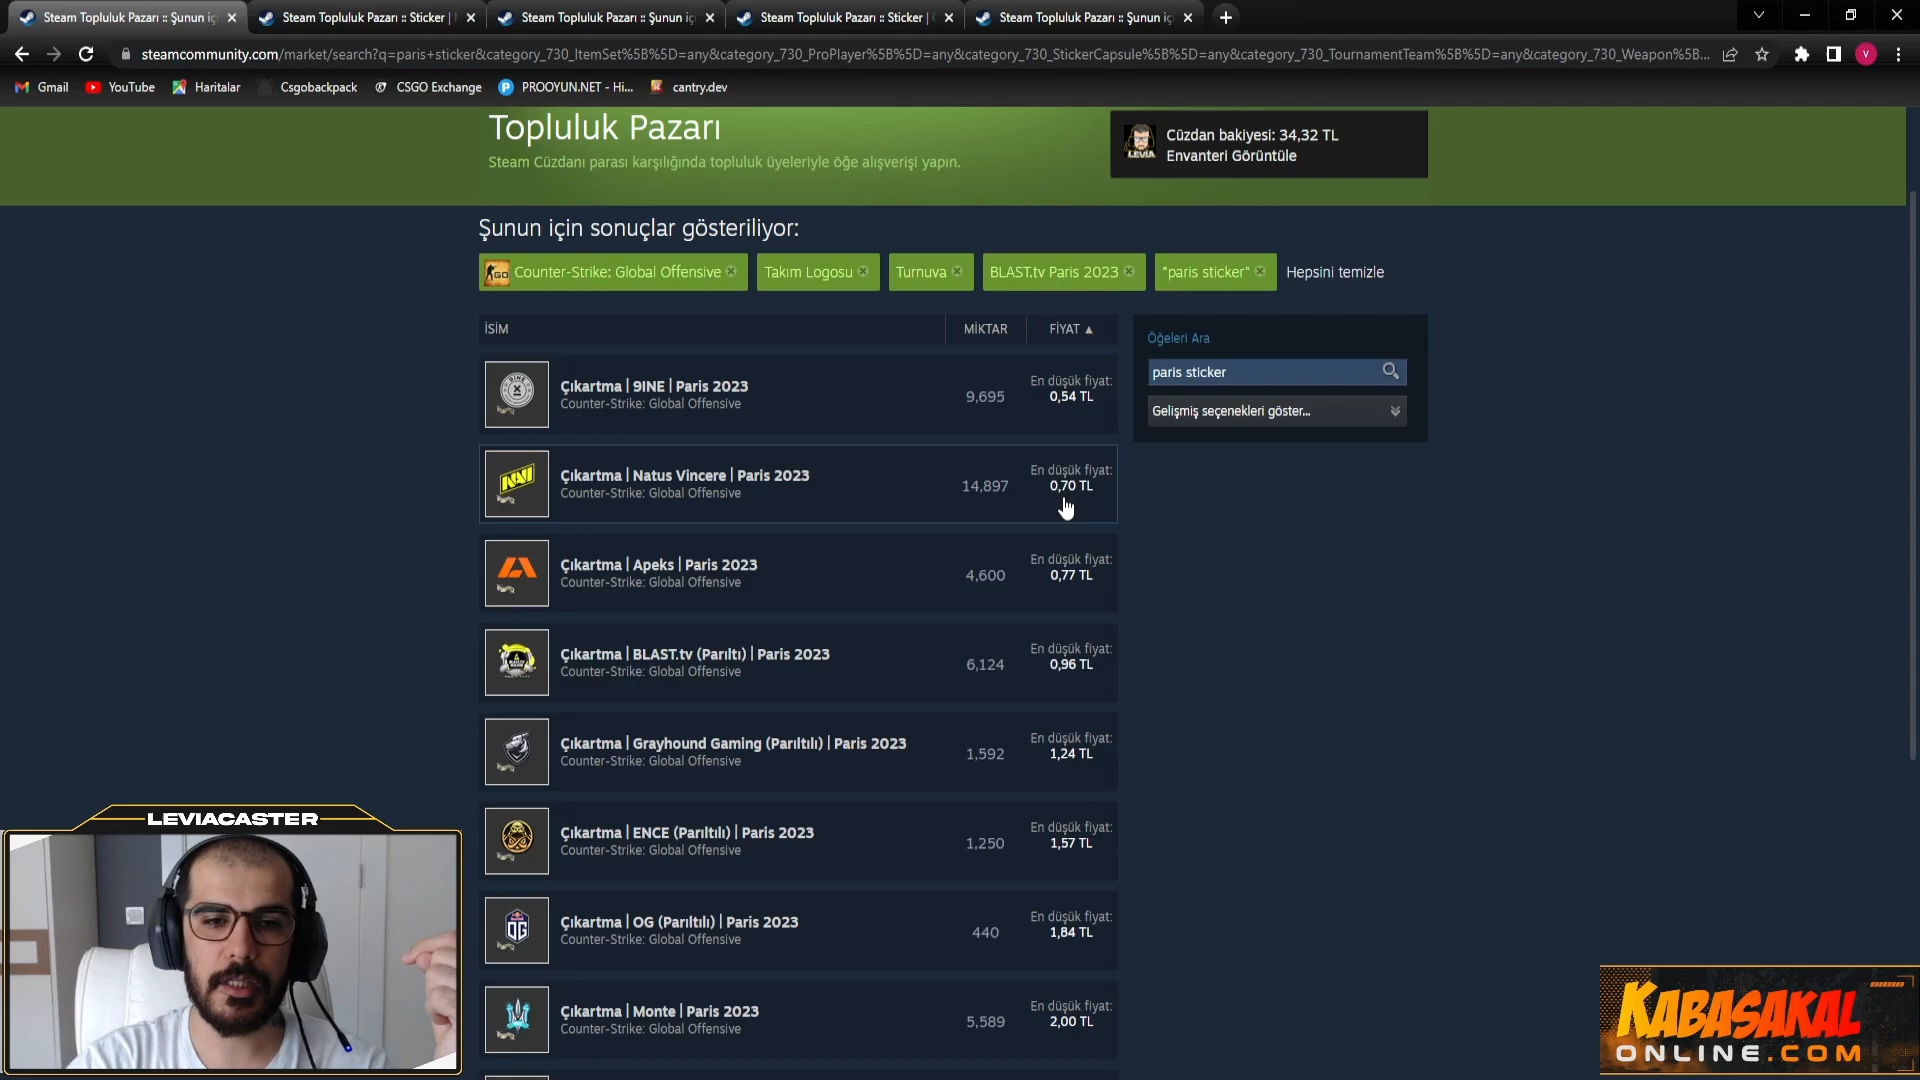 Steam Topluluk Pazarı :: Şunun iç
Steam Topluluk Pazarı :: Sticker |
Steam Topluluk Pazarı :: Şunun iç
Steam Topluluk Pazarı :: Sticker |
Steam Topluluk Pazarı :: Şunun iç
steamcommunity.com/market/search?q=paris+sticker&category_730_ItemSet%5B%5D=any&category_730_ProPlayer%5B%5D=any&category_730_StickerCapsule%5B%5D=any&category_730_TournamentTeam%5B%5D=any&category_730_Weapon%5B...
V
Gmail
YouTube
Haritalar
Csgobackpack
CSGO Exchange
PROOYUN.NET - Hi...
cantry.dev
Topluluk Pazarı
Steam Cüzdanı parası karşılığında topluluk üyeleriyle öğe alışverişi yapın.
LEVIA
Cüzdan bakiyesi: 34,32 TL
Envanteri Görüntüle
Şunun için sonuçlar gösteriliyor:
GO
Counter-Strike: Global Offensive
Takım Logosu
Turnuva
BLAST.tv Paris 2023
"paris sticker"
Hepsini temizle
İSİM
MİKTAR
FİYAT ▲
Öğeleri Ara
paris sticker
Gelişmiş seçenekleri göster...
Çıkartma | 9INE | Paris 2023
Counter-Strike: Global Offensive
9,695
En düşük fiyat:
0,54 TL
Çıkartma | Natus Vincere | Paris 2023
Counter-Strike: Global Offensive
14,897
En düşük fiyat:
0,70 TL
Çıkartma | Apeks | Paris 2023
Counter-Strike: Global Offensive
4,600
En düşük fiyat:
0,77 TL
Çıkartma | BLAST.tv (Parıltı) | Paris 2023
Counter-Strike: Global Offensive
6,124
En düşük fiyat:
0,96 TL
Çıkartma | Grayhound Gaming (Parıltılı) | Paris 2023
Counter-Strike: Global Offensive
1,592
En düşük fiyat:
1,24 TL
Çıkartma | ENCE (Parıltılı) | Paris 2023
Counter-Strike: Global Offensive
1,250
En düşük fiyat:
1,57 TL
OG
Çıkartma | OG (Parıltılı) | Paris 2023
Counter-Strike: Global Offensive
440
En düşük fiyat:
1,84 TL
Çıkartma | Monte | Paris 2023
Counter-Strike: Global Offensive
5,589
En düşük fiyat:
2,00 TL
LEVIACASTER
KABASAKAL
ONLINE.COM